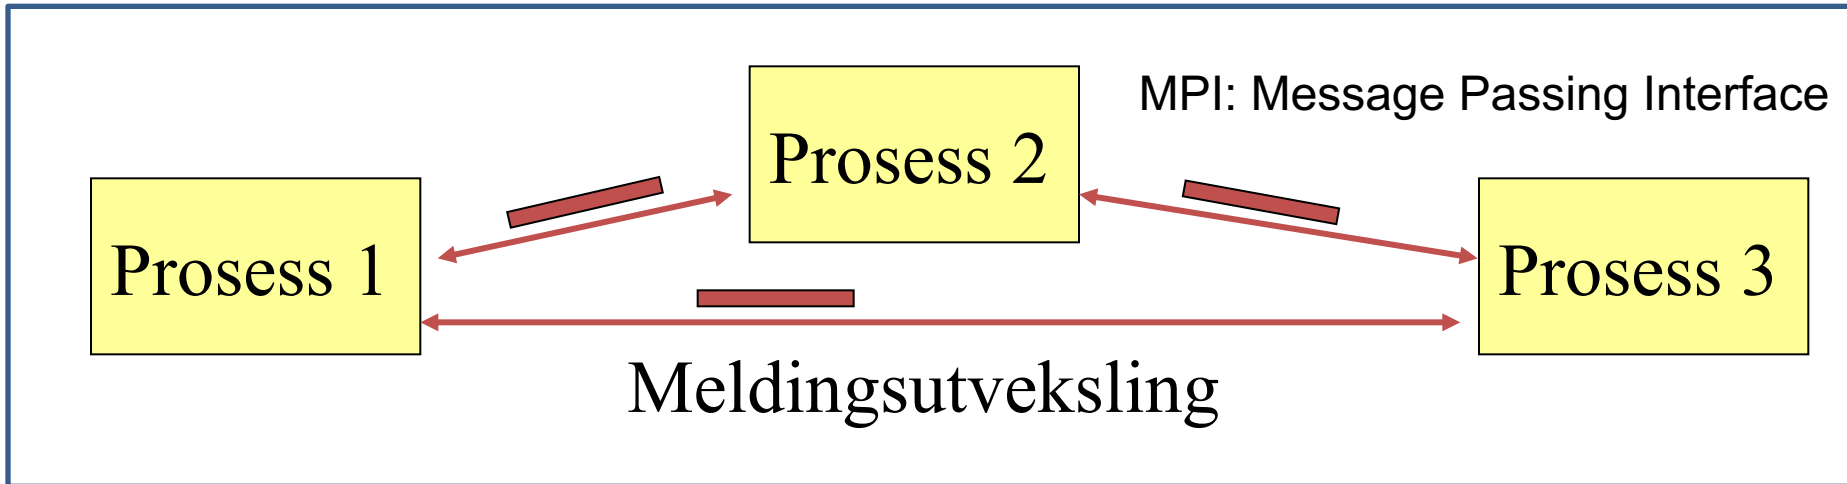 MPI: Message Passing Interface
Prosess 2
Prosess 1
Prosess 3
Meldingsutveksling